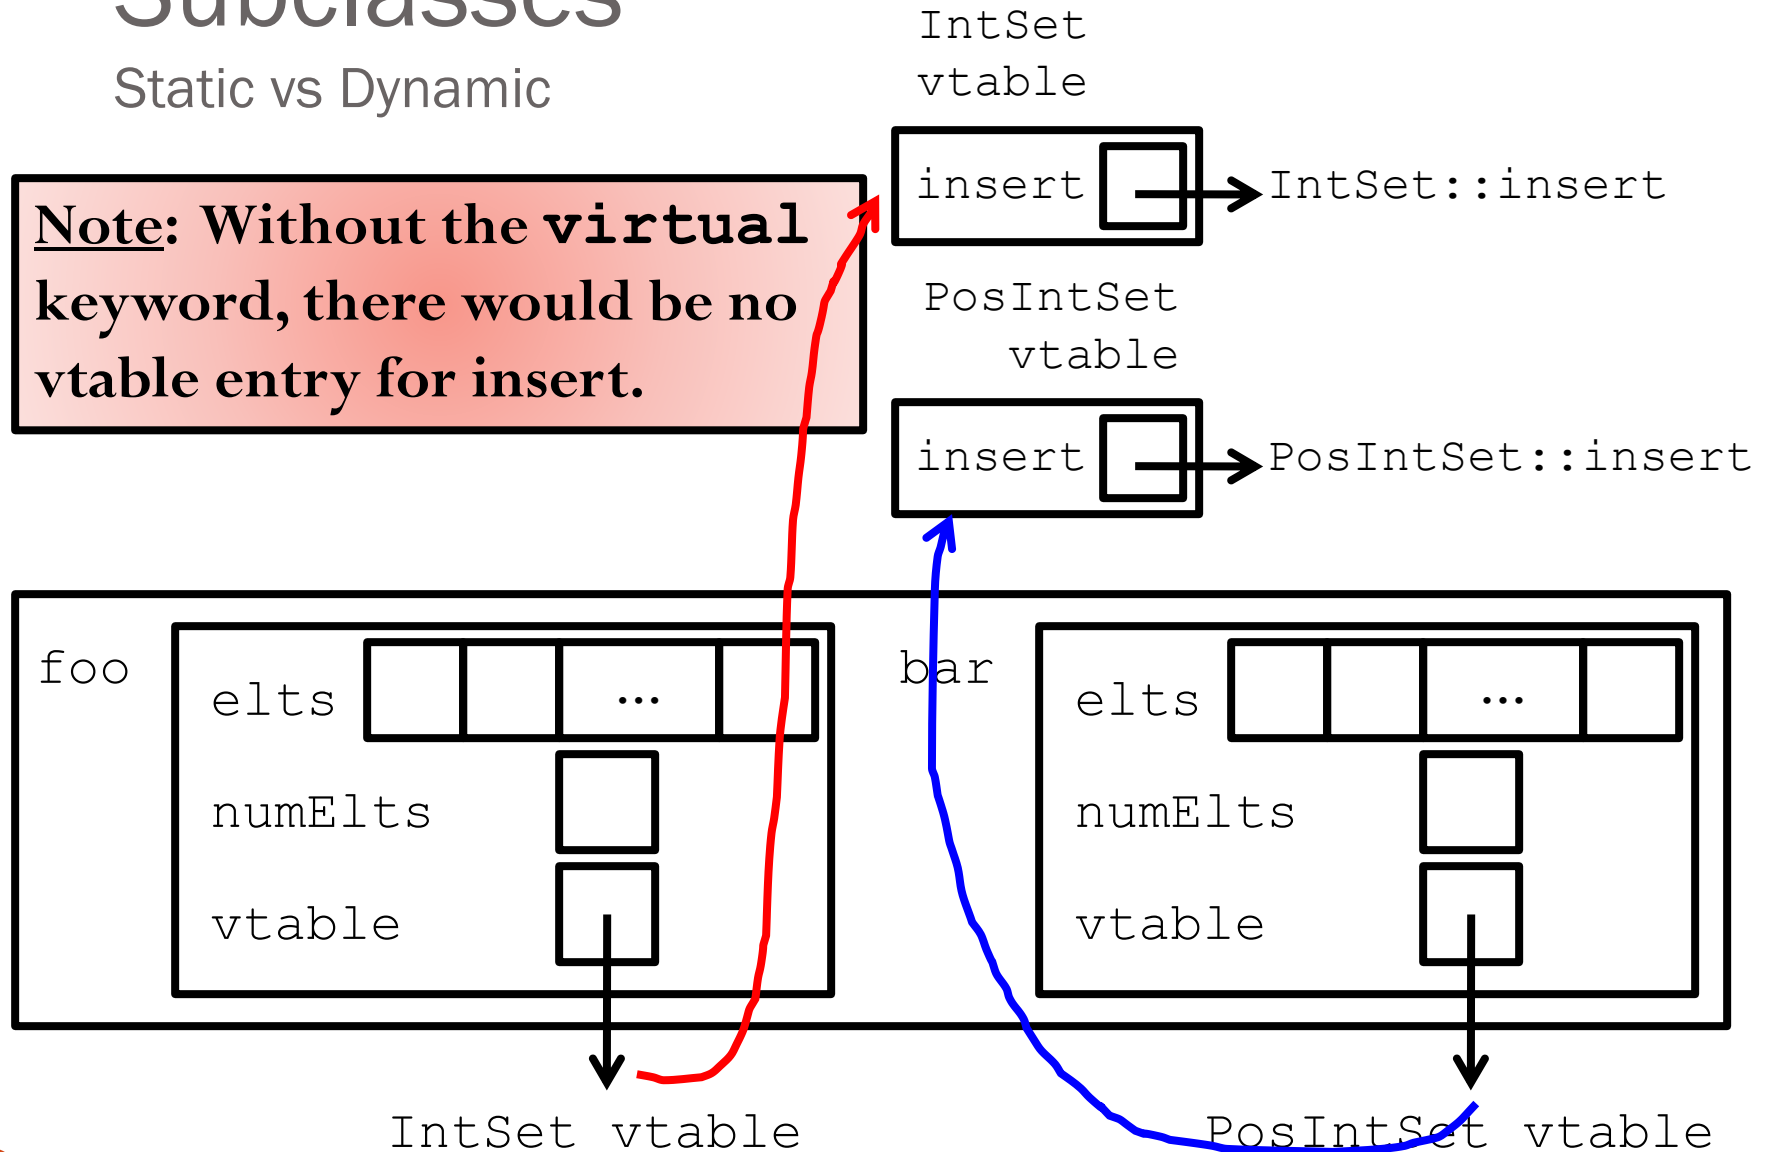 Subclasses
Static vs Dynamic
Note: Without the virtual
keyword, there would be no
vtable entry for insert.
IntSet
vtable
insert
IntSet::insert
PosIntSet
vtable
insert
PosIntSet::insert
foo
elts
...
numElts
vtable
IntSet vtable
bar
elts
...
numElts
vtable
PosIntSet vtable